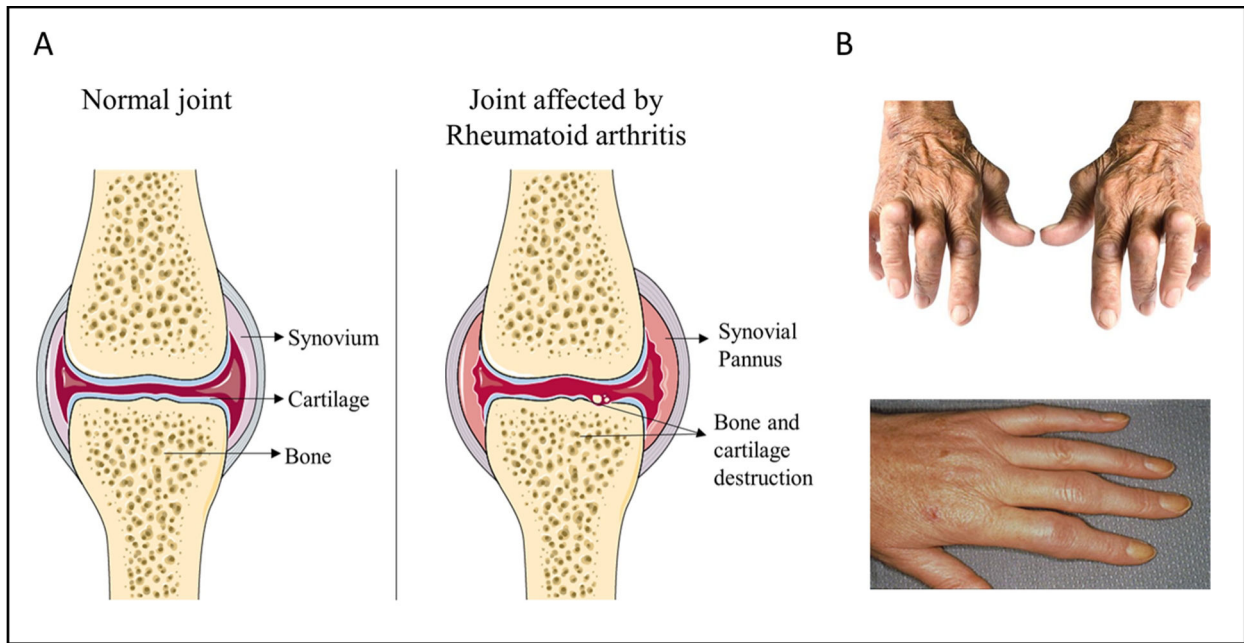 A
B
Normal joint
Joint affected by
Rheumatoid arthritis
Synovium
Cartilage
Bone
Synovial
Pannus
Bone and
cartilage
destruction